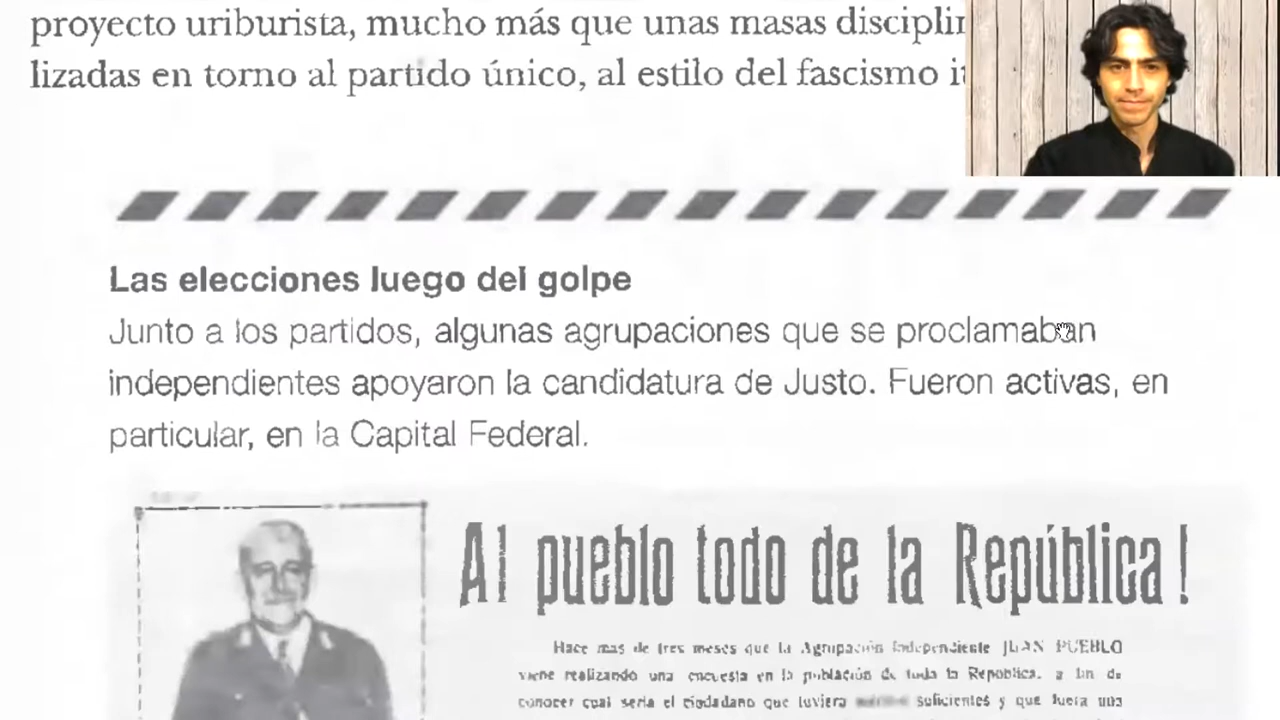 proyecto uriburista, mucho más que unas masas
lizadas en torno al partido único, al estilo del fascismo
Las elecciones luego del golpe
Junto a los partidos, algunas agrupaciones que se proclamaban
independientes apoyaron la candidatura de Justo. Fueron activas, en
particular, en la Capital Federal.
Al pueblo todo de la República!
Hace mas de tres meses que la Agrupación Independiente JUAN PUEBLO
viene realizando una encuesta en la población de toda la República, a fin de
conocer cual sería el ciudadano que tuviera suficientes y que fuera una